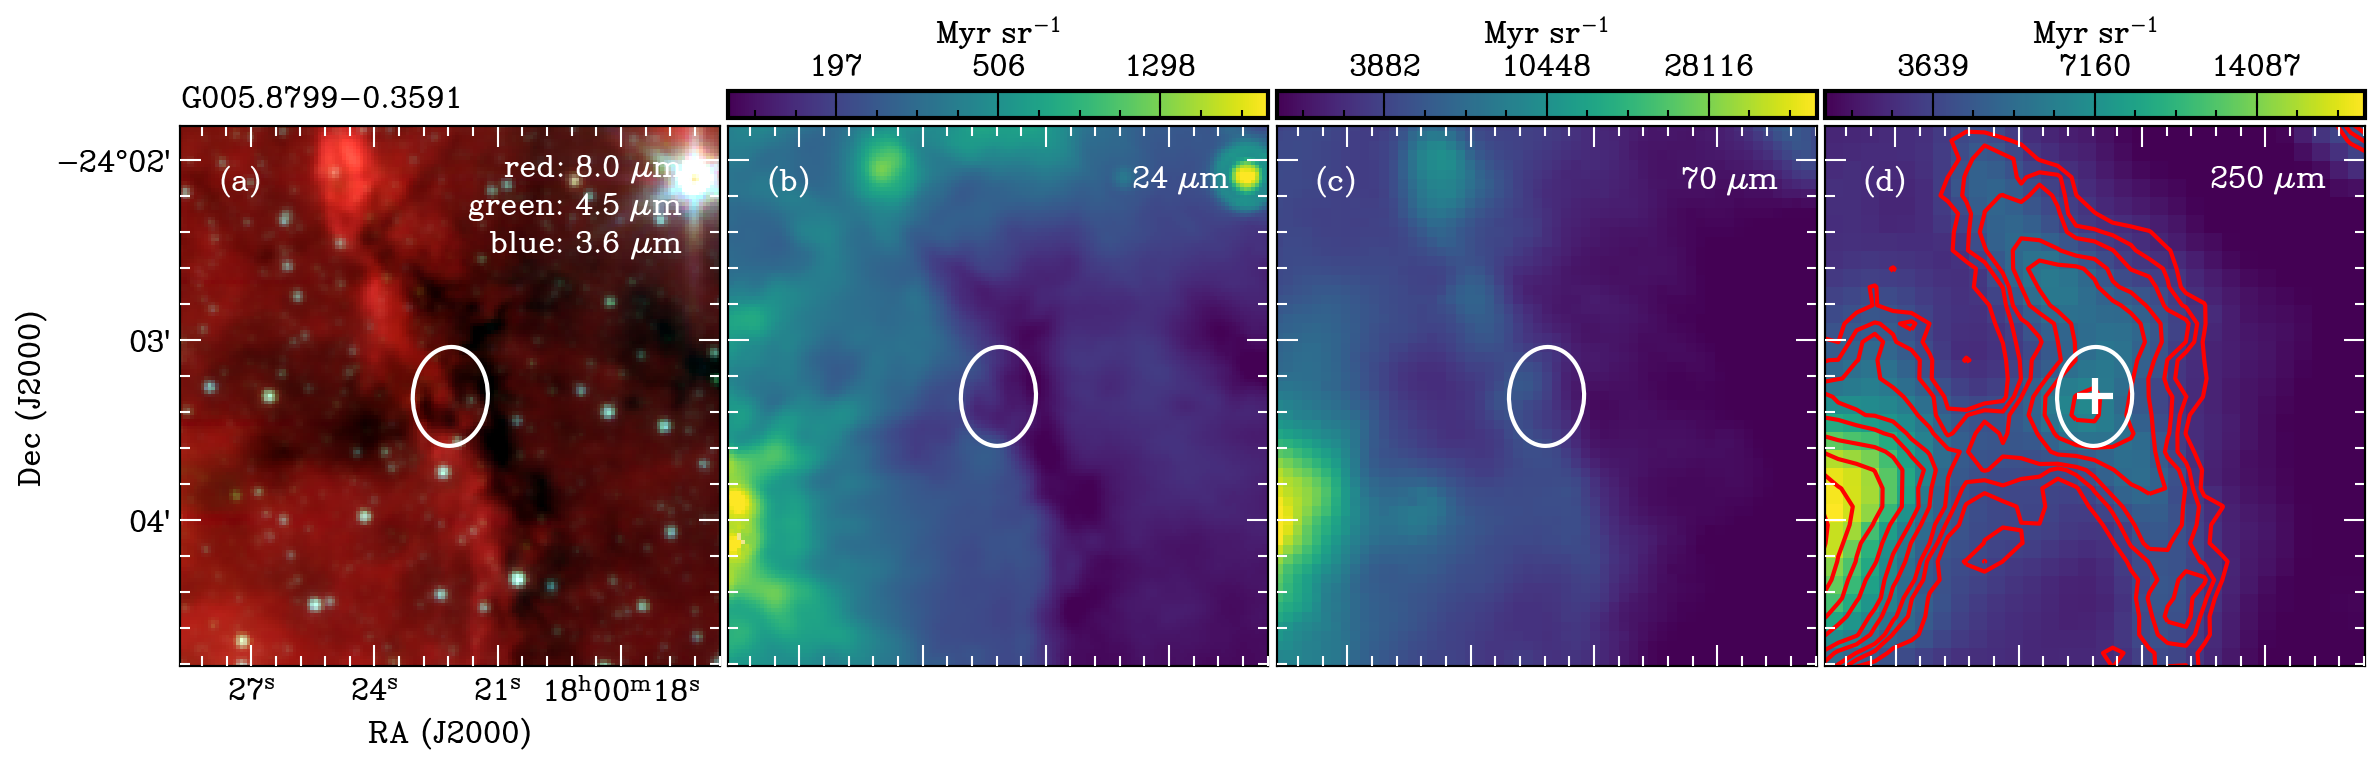 G005.8799−0.3591
Myr sr⁻¹
197 506 1298
Myr sr⁻¹
3882 10448 28116
Myr sr⁻¹
3639 7160 14087
(a)
red: 8.0 μm
green: 4.5 μm
blue: 3.6 μm
(b)
24 μm
(c)
70 μm
(d)
250 μm
−24°02'
03'
04'
Dec (J2000)
27ˢ 24ˢ 21ˢ 18ʰ00ᵐ18ˢ
RA (J2000)